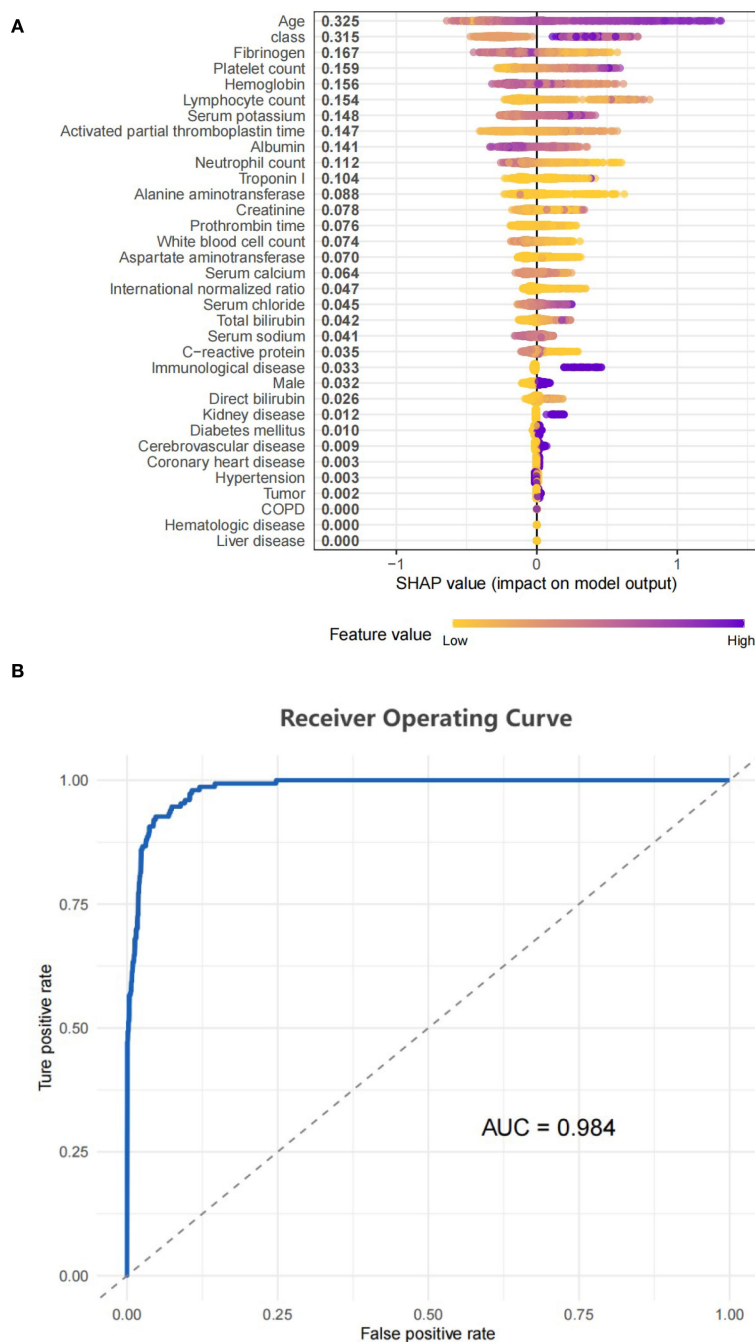 A
Age 0.325
class 0.315
Fibrinogen 0.167
Platelet count 0.159
Hemoglobin 0.156
Lymphocyte count 0.154
Serum potassium 0.148
Activated partial thromboplastin time 0.147
Albumin 0.141
Neutrophil count 0.112
Troponin I 0.104
Alanine aminotransferase 0.088
Creatinine 0.078
Prothrombin time 0.076
White blood cell count 0.074
Aspartate aminotransferase 0.070
Serum calcium 0.064
International normalized ratio 0.047
Serum chloride 0.045
Total bilirubin 0.042
Serum sodium 0.041
C−reactive protein 0.035
Immunological disease 0.033
Male 0.032
Direct bilirubin 0.026
Kidney disease 0.012
Diabetes mellitus 0.010
Cerebrovascular disease 0.009
Coronary heart disease 0.003
Hypertension 0.003
Tumor 0.002
COPD 0.000
Hematologic disease 0.000
Liver disease 0.000
−1 0 1
SHAP value (impact on model output)
Feature value Low High
B
Receiver Operating Curve
1.00
0.75
0.50
0.25
0.00
Ture positive rate
AUC = 0.984
0.00 0.25 0.50 0.75 1.00
False positive rate